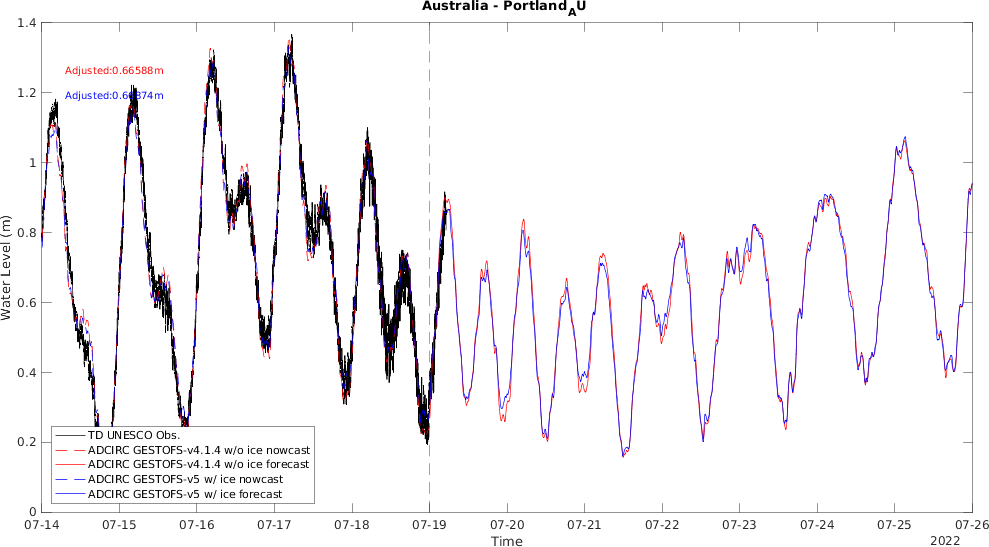 Australia - Portland_AU
1.4
1.2
1
0.8
0.6
0.4
0.2
0
Water Level (m)
Adjusted:0.66588m
TD UNESCO Obs.
ADCIRC GESTOFS-v4.1.4 w/o ice nowcast
ADCIRC GESTOFS-v4.1.4 w/o ice forecast
ADCIRC GESTOFS-v5 w/ ice nowcast
ADCIRC GESTOFS-v5 w/ ice forecast
07-14 07-15 07-16 07-17 07-18 07-19 07-20 07-21 07-22 07-23 07-24 07-25 07-26
Time
2022